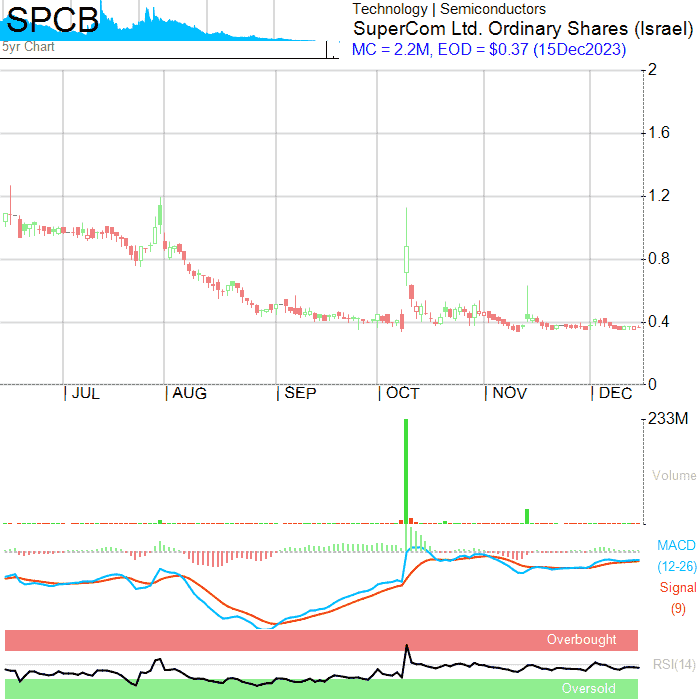 SPCB
5yr Chart
Technology | Semiconductors
SuperCom Ltd. Ordinary Shares (Israel)
MC = 2.2M, EOD = $0.37 (15Dec2023)
2
1.6
1.2
0.8
0.4
0
| JUL | AUG | SEP | OCT | NOV | DEC
233M
Volume
MACD
(12-26)
Signal
(9)
Overbought
RSI(14)
Oversold